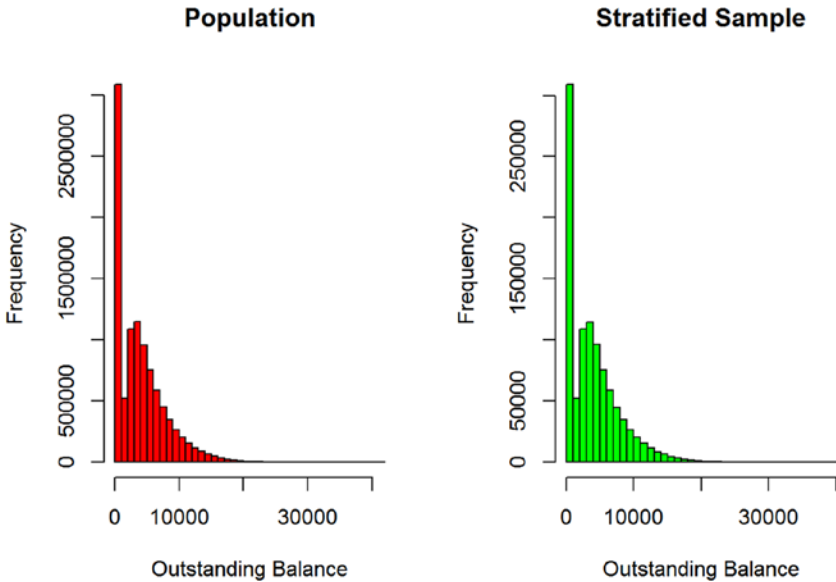 Population
Frequency
0
500000
1500000
2500000
0 10000 30000
Outstanding Balance
Stratified Sample
Frequency
0
500000
150000
250000
0 10000 30000
Outstanding Balance